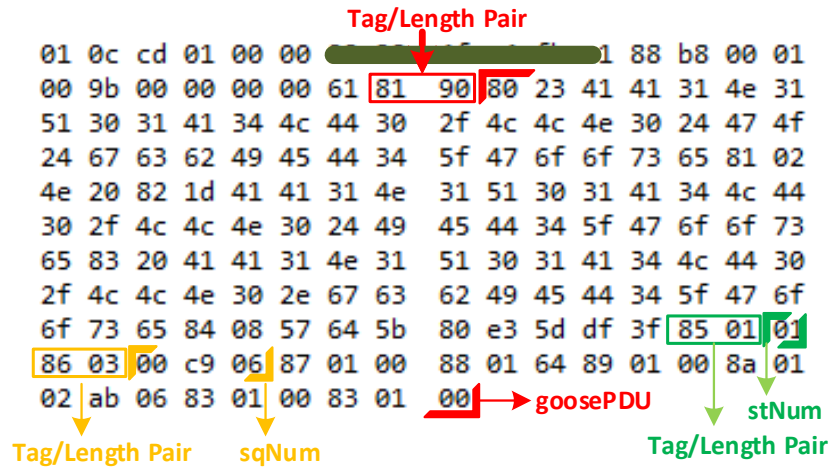 Tag/Length Pair
01 0c cd 01 00 00 1 88 b8 00 01
00 9b 00 00 00 00 61 81 90 80 23 41 41 31 4e 31
51 30 31 41 34 4c 44 30 2f 4c 4c 4e 30 24 47 4f
24 67 63 62 49 45 44 34 5f 47 6f 6f 73 65 81 02
4e 20 82 1d 41 41 31 4e 31 51 30 31 41 34 4c 44
30 2f 4c 4c 4e 30 24 49 45 44 34 5f 47 6f 6f 73
65 83 20 41 41 31 4e 31 51 30 31 41 34 4c 44 30
2f 4c 4c 4e 30 2e 67 63 62 49 45 44 34 5f 47 6f
6f 73 65 84 08 57 64 5b 80 e3 5d df 3f 85 01 01
86 03 00 c9 06 87 01 00 88 01 64 89 01 00 8a 01
02 ab 06 83 01 00 83 01 00 goosePDU
stNum
Tag/Length Pair sqNum Tag/Length Pair